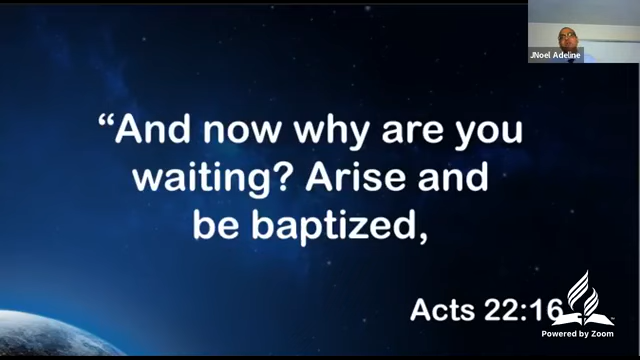 JNoel Adeline
“And now why are you
waiting? Arise and
be baptized,
Acts 22:16
Powered by Zoom